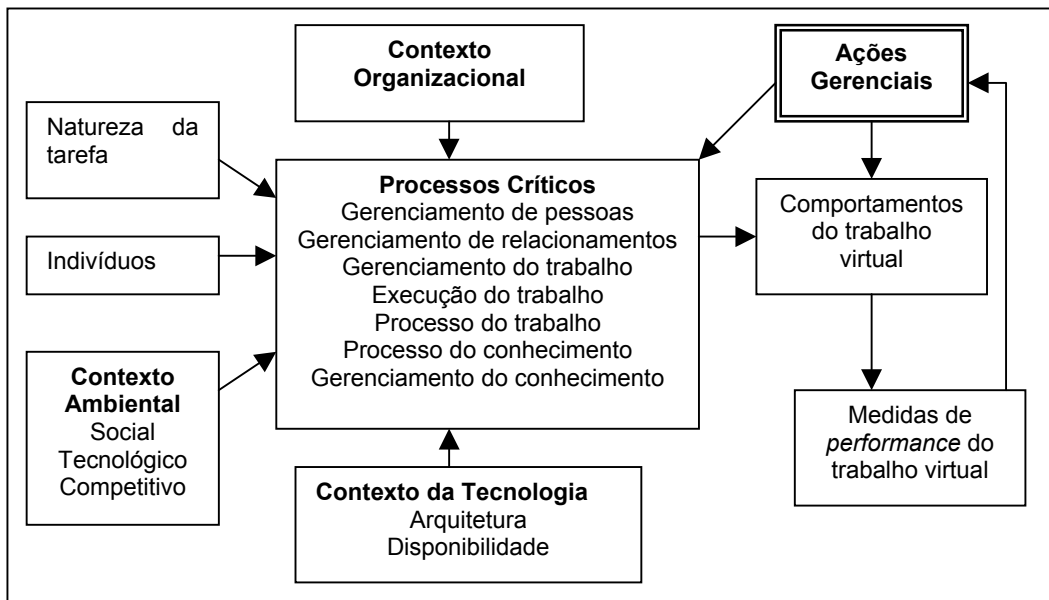 Contexto
Organizacional
Ações
Gerenciais
Natureza da
tarefa
Indivíduos
Contexto
Ambiental
Social
Tecnológico
Competitivo
Processos Críticos
Gerenciamento de pessoas
Gerenciamento de relacionamentos
Gerenciamento do trabalho
Execução do trabalho
Processo do trabalho
Processo do conhecimento
Gerenciamento do conhecimento
Contexto da Tecnologia
Arquitetura
Disponibilidade
Comportamentos
do trabalho
virtual
Medidas de
performance do
trabalho virtual